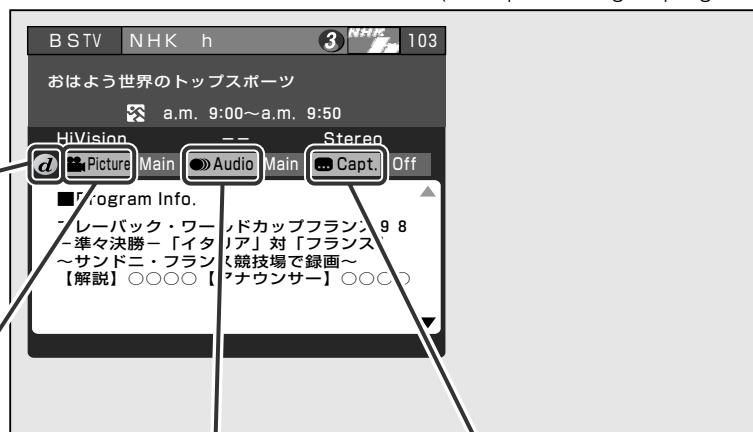 BSTV NHK h 3 NHK h 103
おはよう世界のトップスポーツ
a.m. 9:00～a.m. 9:50
HiVision -- Stereo
d Picture Main Audio Main Capt. Off
■Program Info.
プレーバック・ワールドカップフランス98
－準々決勝－「イタリア」対「フランス」
～サンドニ・フランス競技場で録画～
【解説】○○○○【アナウンサー】○○○○